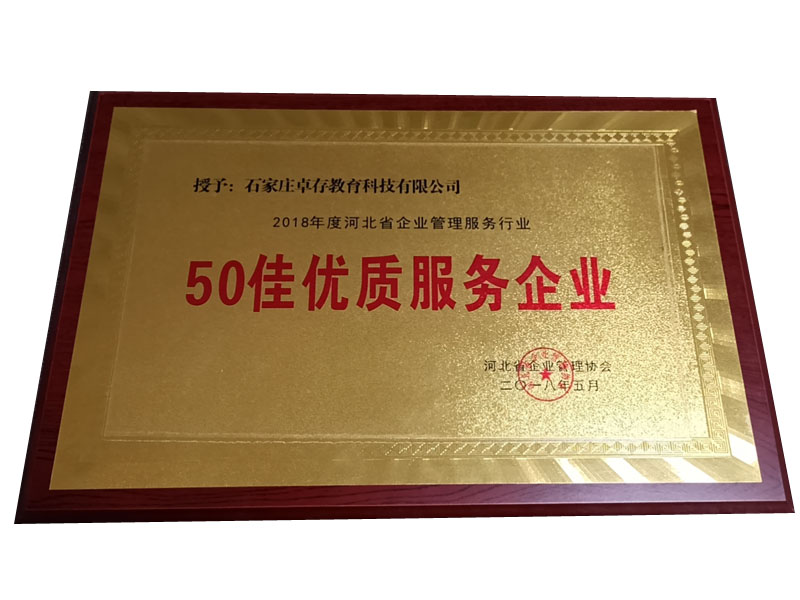 授予：石家庄卓存教育科技有限公司
2018年度河北省企业管理服务行业
50佳优质服务企业
河北省企业管理协会
二〇一八年五月